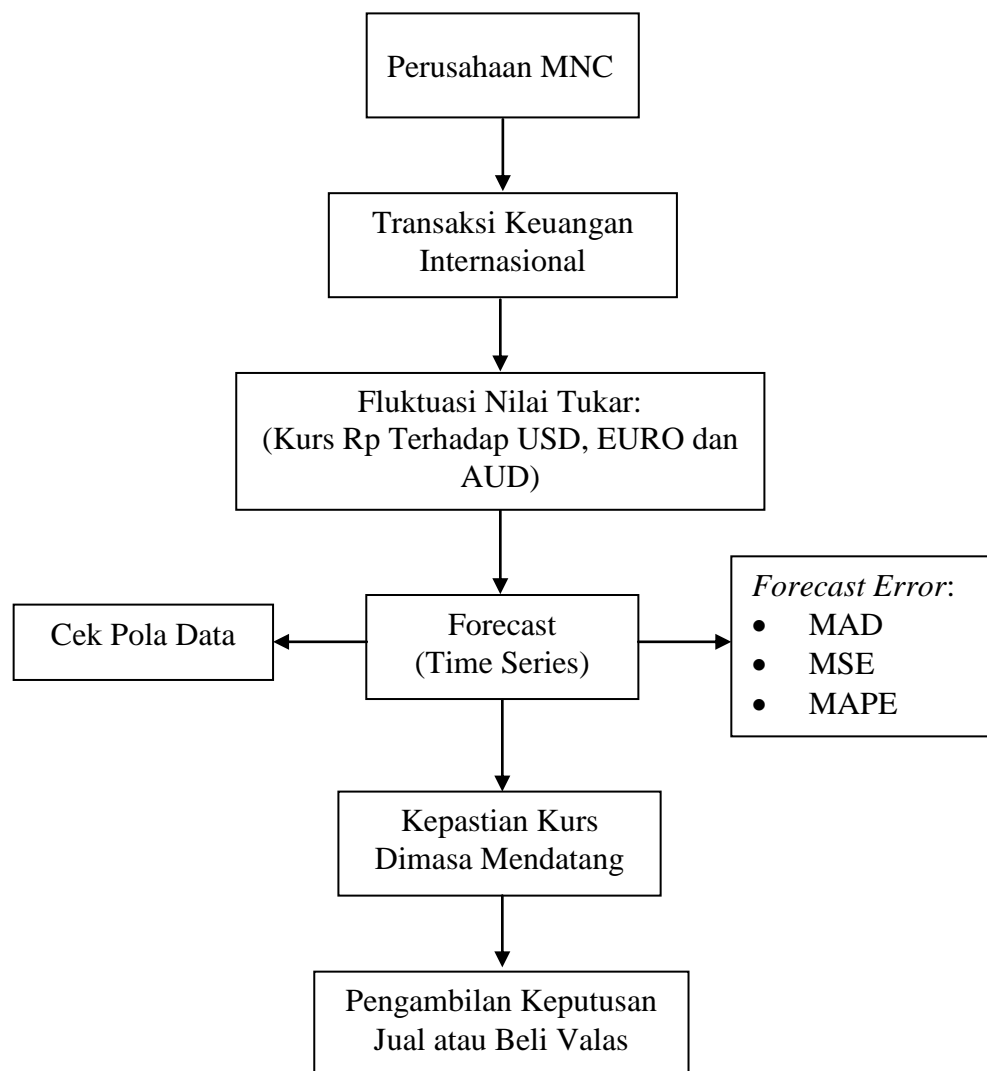 Perusahaan MNC
Transaksi Keuangan
Internasional
Fluktuasi Nilai Tukar:
(Kurs Rp Terhadap USD, EURO dan
AUD)
Cek Pola Data
Forecast
(Time Series)
Forecast Error:
• MAD
• MSE
• MAPE
Kepastian Kurs
Dimasa Mendatang
Pengambilan Keputusan
Jual atau Beli Valas